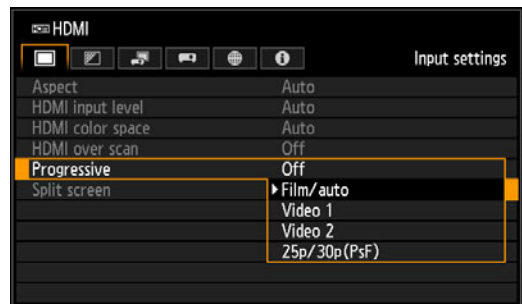 HDMI
Input settings
Aspect Auto
HDMI input level Auto
HDMI color space Auto
HDMI over scan Off
Progressive Off
Split screen Film/auto
Video 1
Video 2
25p/30p(PsF)